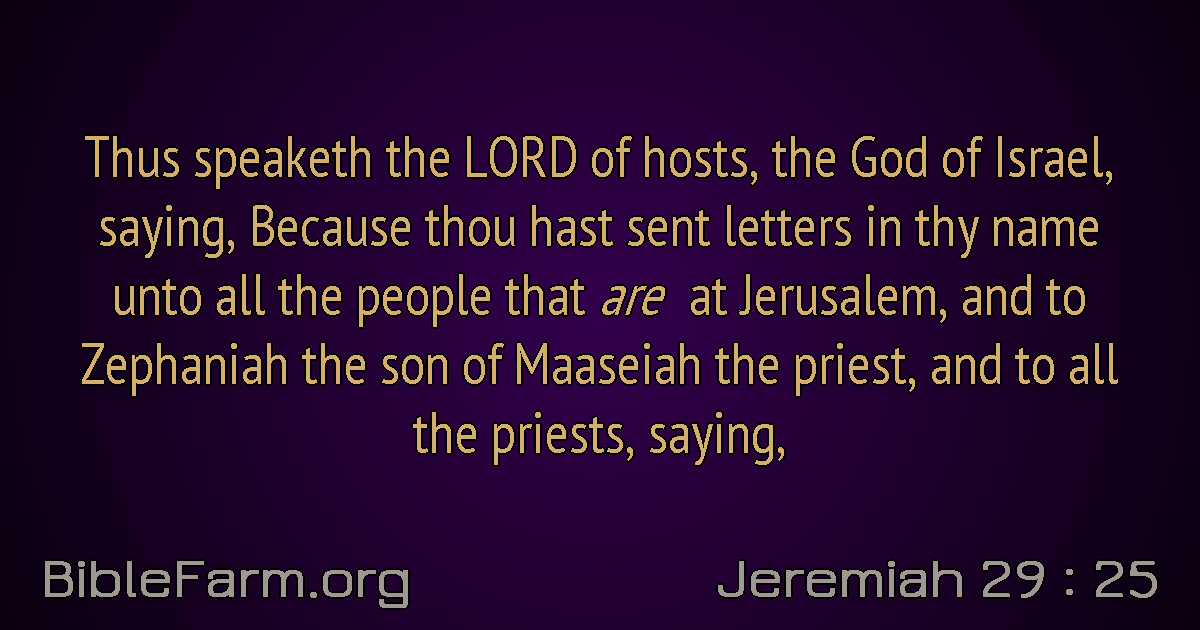 Thus speaketh the LORD of hosts, the God of Israel,
saying, Because thou hast sent letters in thy name
unto all the people that are at Jerusalem, and to
Zephaniah the son of Maaseiah the priest, and to all
the priests, saying,
BibleFarm.org
Jeremiah 29 : 25